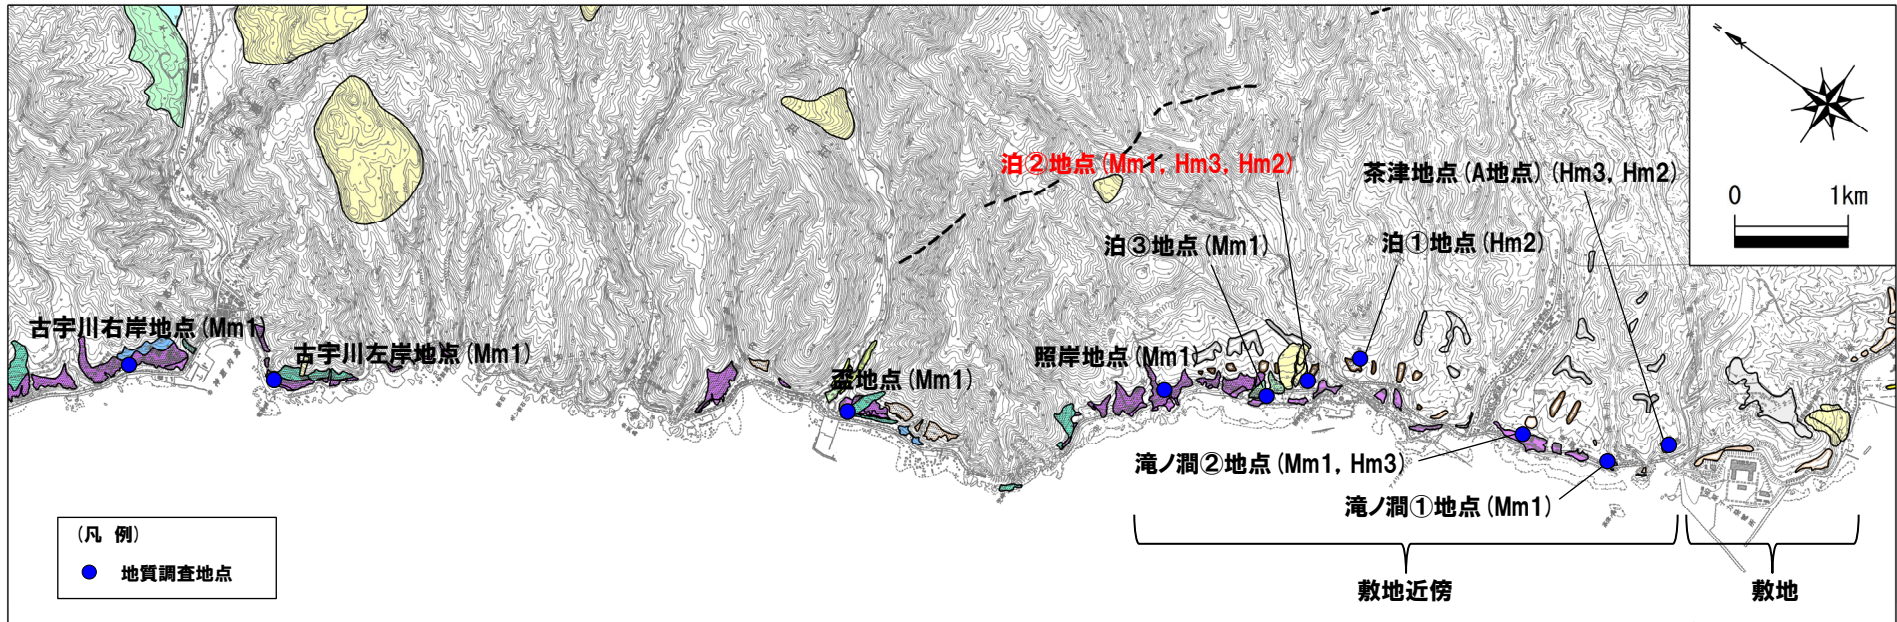 N
0 1km
泊②地点(Mm1, Hm3, Hm2)
茶津地点(A地点)(Hm3, Hm2)
泊③地点(Mm1)
泊①地点(Hm2)
古宇川右岸地点(Mm1)
古宇川左岸地点(Mm1)
盃地点(Mm1)
照岸地点(Mm1)
滝ノ澗②地点(Mm1, Hm3)
滝ノ澗①地点(Mm1)
(凡 例)
地質調査地点
敷地近傍
敷地